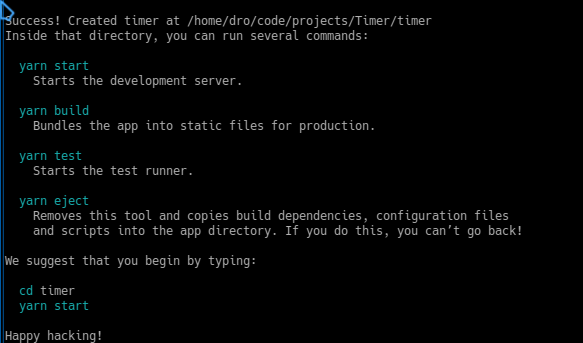 Success! Created timer at /home/dro/code/projects/Timer/timer
Inside that directory, you can run several commands:
yarn start
Starts the development server.
yarn build
Bundles the app into static files for production.
yarn test
Starts the test runner.
yarn eject
Removes this tool and copies build dependencies, configuration files
and scripts into the app directory. If you do this, you can’t go back!
We suggest that you begin by typing:
cd timer
yarn start
Happy hacking!